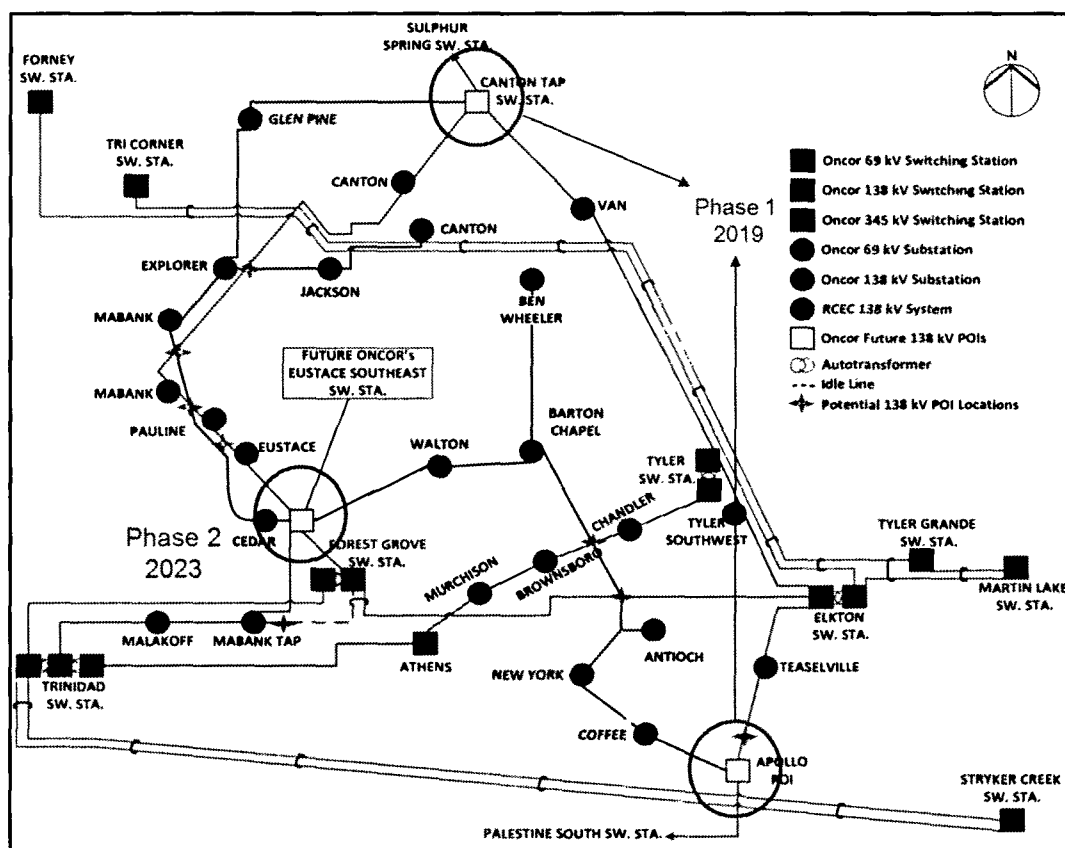 SULPHUR
SPRING SW. STA.
FORNEY
SW. STA.
CANTON TAP
SW. STA.
N
GLEN PINE
TRI CORNER
SW. STA.
CANTON
VAN
CANTON
EXPLORER
JACKSON
BEN
WHEELER
MABANK
Phase 1
2019
Oncor 69 kV Switching Station
Oncor 138 kV Switching Station
Oncor 345 kV Switching Station
Oncor 69 kV Substation
Oncor 138 kV Substation
RCEC 138 kV System
Oncor Future 138 kV POIs
Autotransformer
Idle Line
Potential 138 kV POI Locations
FUTURE ONCOR's
EUSTACE SOUTHEAST
SW. STA.
MABANK
PAULINE
EUSTACE
WALTON
BARTON
CHAPEL
TYLER
SW. STA.
CHANDLER
TYLER
SOUTHWEST
TYLER GRANDE
SW. STA.
Phase 2
2023
CEDAR
FOREST GROVE
SW. STA.
MURCHISON
BROWNSBORO
MARTIN LAKE
SW. STA.
ELKTON
SW. STA.
MALAKOFF
MABANK TAP
ATHENS
ANTIOCH
NEW YORK
TEASELVILLE
TRINIDAD
SW. STA.
COFFEE
APOLLO
POI
STRYKER CREEK
SW. STA.
PALESTINE SOUTH SW. STA.